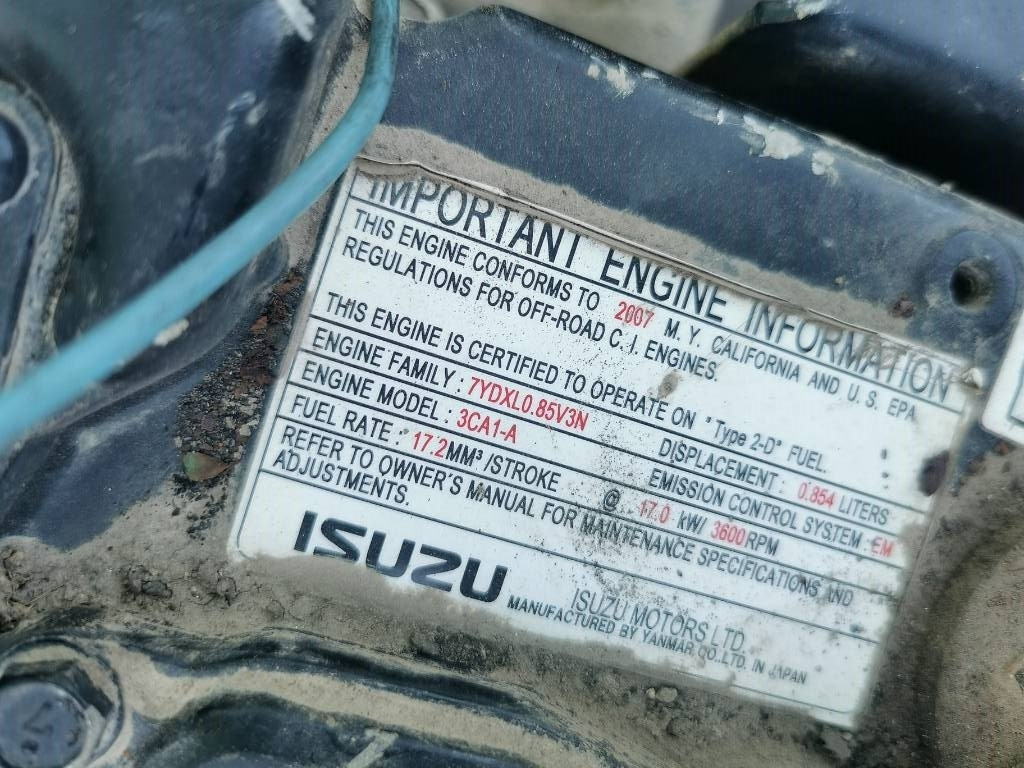 IMPORTANT ENGINE INFORMATION
THIS ENGINE CONFORMS TO 2007 M. Y. CALIFORNIA AND U. S. EPA
REGULATIONS FOR OFF-ROAD C. I. ENGINES.
THIS ENGINE IS CERTIFIED TO OPERATE ON "Type 2-D" FUEL.
ENGINE FAMILY : 7YDXL0.85V3N DISPLACEMENT : 0.854 LITERS
ENGINE MODEL : 3CA1-A EMISSION CONTROL SYSTEM : EM
FUEL RATE : 17.2MM³ /STROKE @ 17.0 kW/ 3600RPM
REFER TO OWNER'S MANUAL FOR MAINTENANCE SPECIFICATIONS AND
ADJUSTMENTS.
ISUZU
ISUZU MOTORS LTD.
MANUFACTURED BY YANMAR CO.,LTD. IN JAPAN